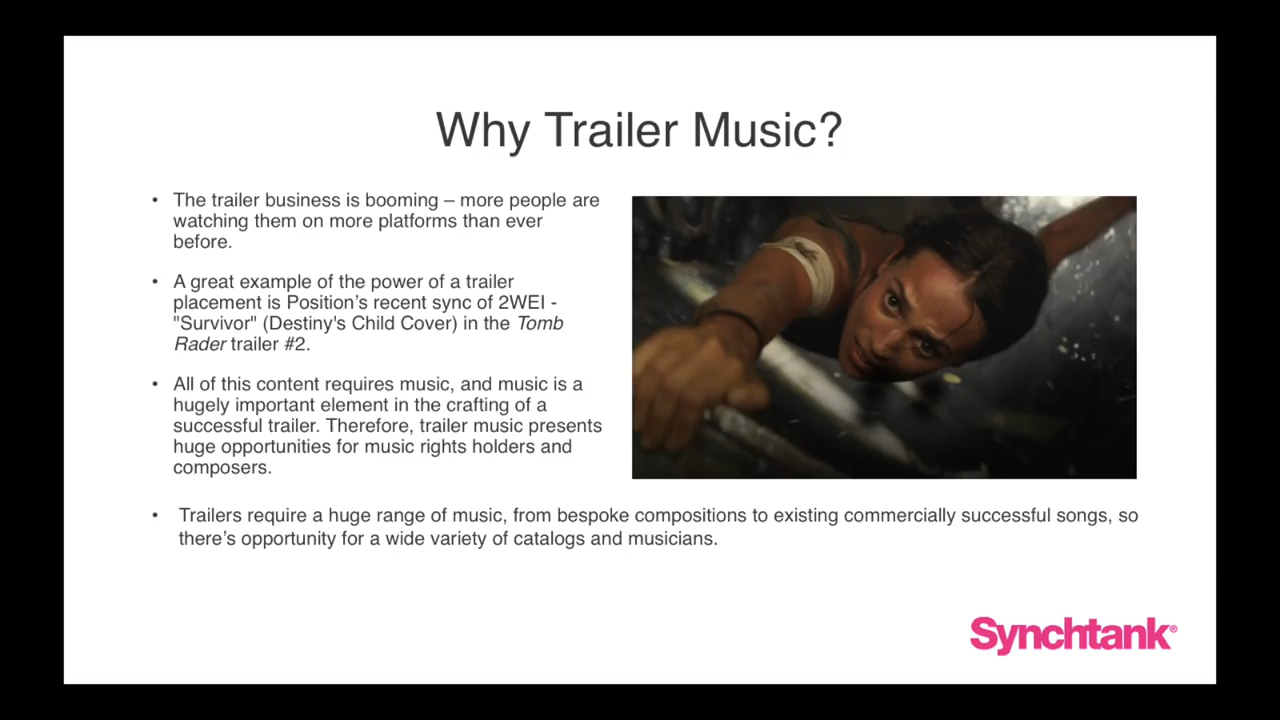 Why Trailer Music?
• The trailer business is booming – more people are
watching them on more platforms than ever
before.
• A great example of the power of a trailer
placement is Position’s recent sync of 2WEI -
"Survivor" (Destiny's Child Cover) in the Tomb
Rader trailer #2.
• All of this content requires music, and music is a
hugely important element in the crafting of a
successful trailer. Therefore, trailer music presents
huge opportunities for music rights holders and
composers.
• Trailers require a huge range of music, from bespoke compositions to existing commercially successful songs, so
there’s opportunity for a wide variety of catalogs and musicians.
Synchtank®